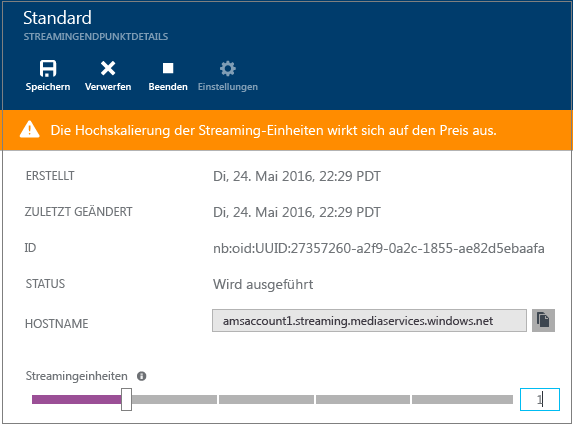 Standard
STREAMINGENDPUNKTDETAILS
Speichern Verwerfen Beenden Einstellungen
Die Hochskalierung der Streaming-Einheiten wirkt sich auf den Preis aus.
ERSTELLT Di, 24. Mai 2016, 22:29 PDT
ZULETZT GEÄNDERT Di, 24. Mai 2016, 22:29 PDT
ID nb:oid:UUID:27357260-a2f9-0a2c-1855-ae82d5ebaafa
STATUS Wird ausgeführt
HOSTNAME amsaccount1.streaming.mediaservices.windows.net
Streamingeinheiten
1